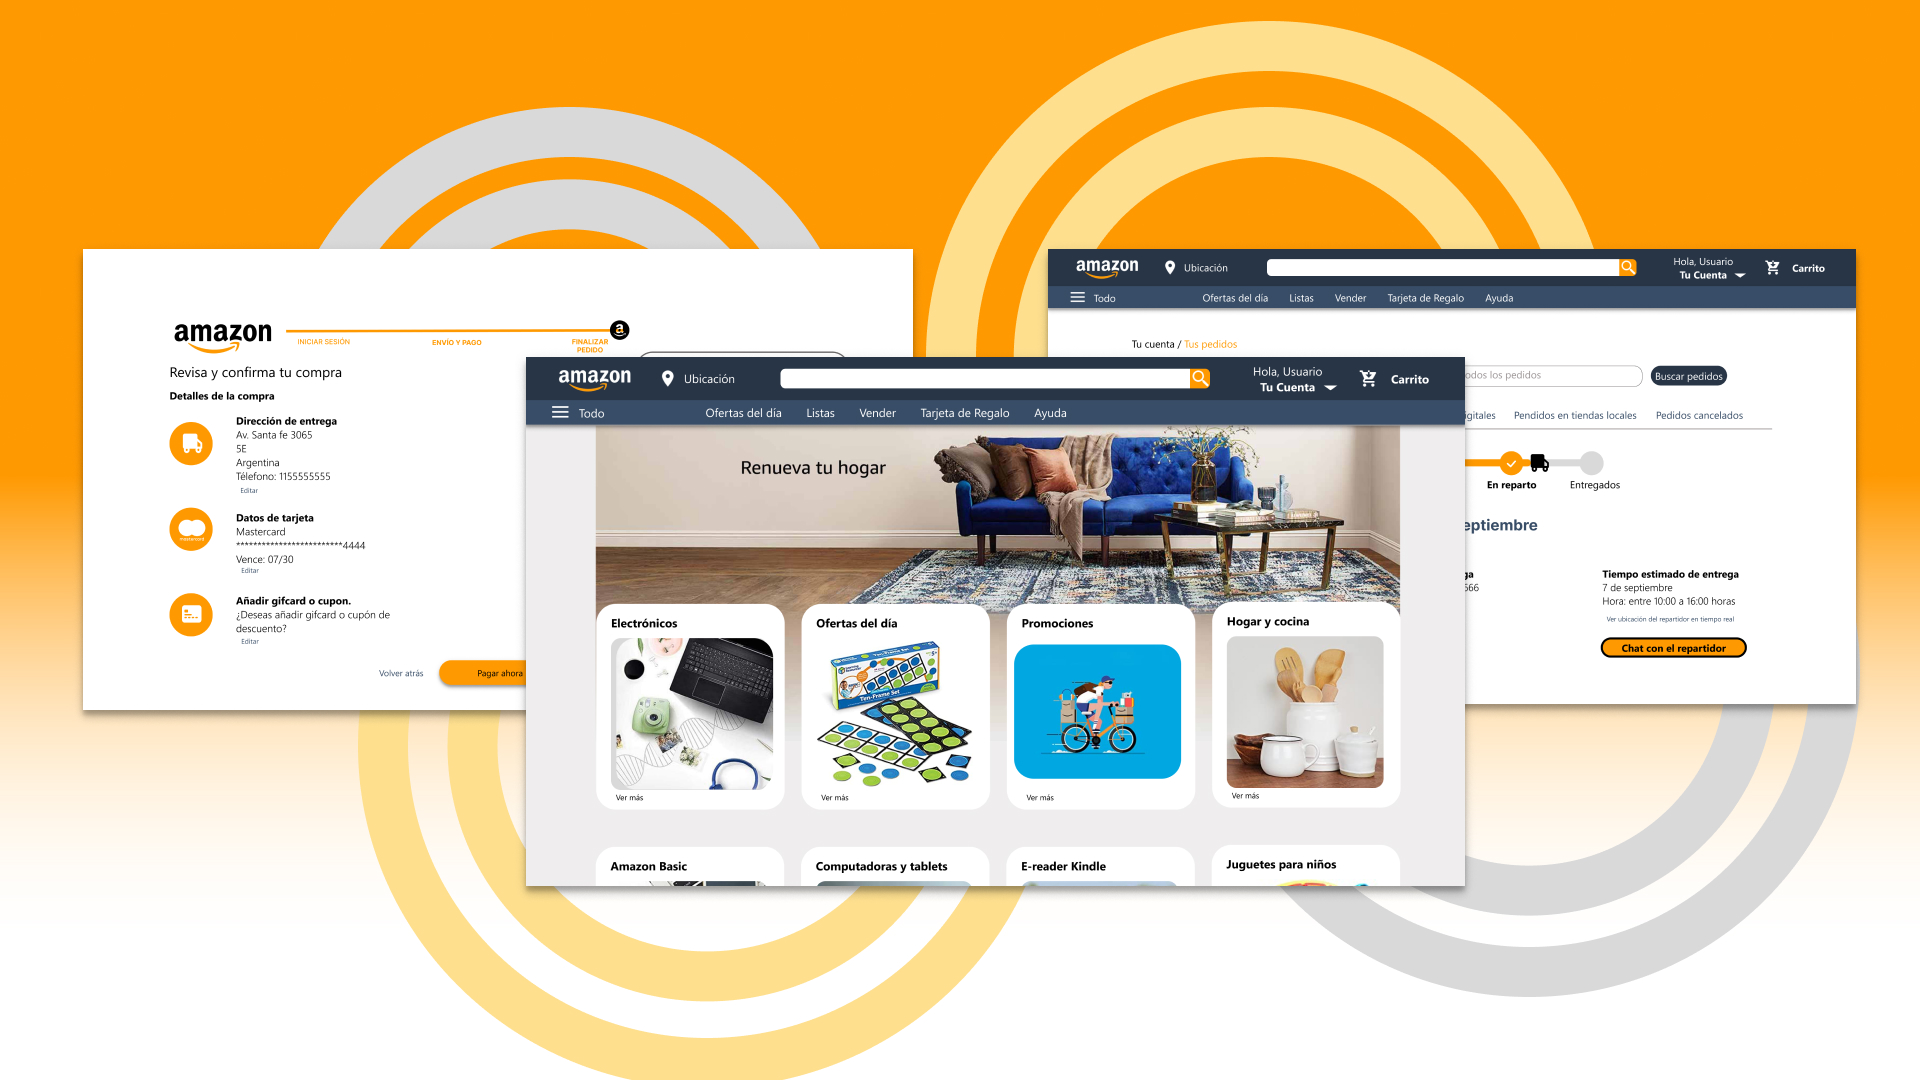 amazon
INICIAR SESIÓN
ENVÍO Y PAGO
FINALIZAR
PEDIDO
Revisa y confirma tu compra
Detalles de la compra
Dirección de entrega
Av. Santa fe 3065
5E
Argentina
Télefono: 1155555555
Editar
Datos de tarjeta
Mastercard
*************************4444
Vence: 07/30
Editar
mastercard
Añadir gifcard o cupon.
¿Deseas añadir gifcard o cupón de
descuento?
Editar
Volver atrás
Pagar ahora
amazon
Ubicación
Hola, Usuario
Tu Cuenta
Carrito
Todo
Ofertas del día
Listas
Vender
Tarjeta de Regalo
Ayuda
Renueva tu hogar
Electrónicos
Ver más
Ofertas del día
Ten-Frame Set
Ver más
Promociones
Ver más
Hogar y cocina
Ver más
Amazon Basic
Computadoras y tablets
E-reader Kindle
Juguetes para niños
amazon
Ubicación
Hola, Usuario
Tu Cuenta
Carrito
Todo
Ofertas del día
Listas
Vender
Tarjeta de Regalo
Ayuda
Tu cuenta / Tus pedidos
odos los pedidos
Buscar pedidos
igitales
Pendidos en tiendas locales
Pedidos cancelados
En reparto
Entregados
eptiembre
ga
666
Tiempo estimado de entrega
7 de septiembre
Hora: entre 10:00 a 16:00 horas
Ver ubicación del repartidor en tiempo real
Chat con el repartidor